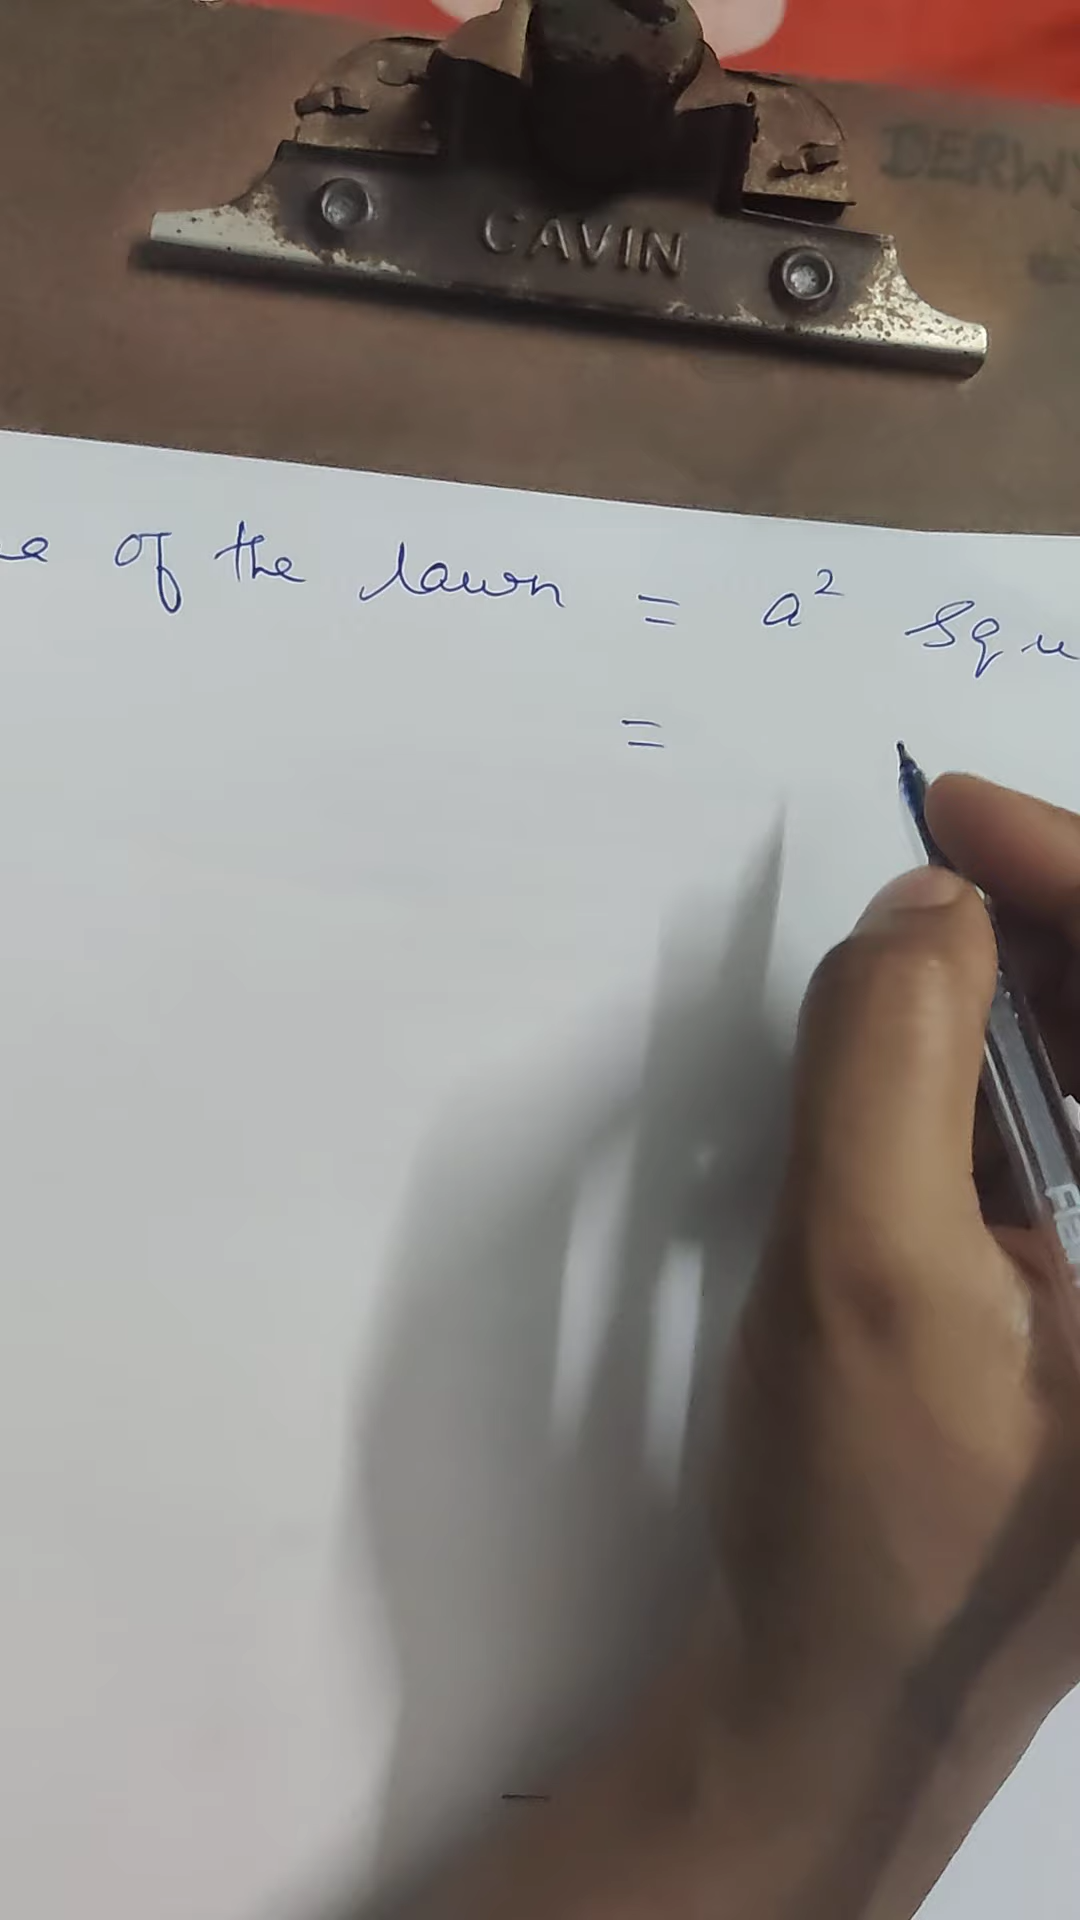 CAVIN
of the lawn = a² squ
=